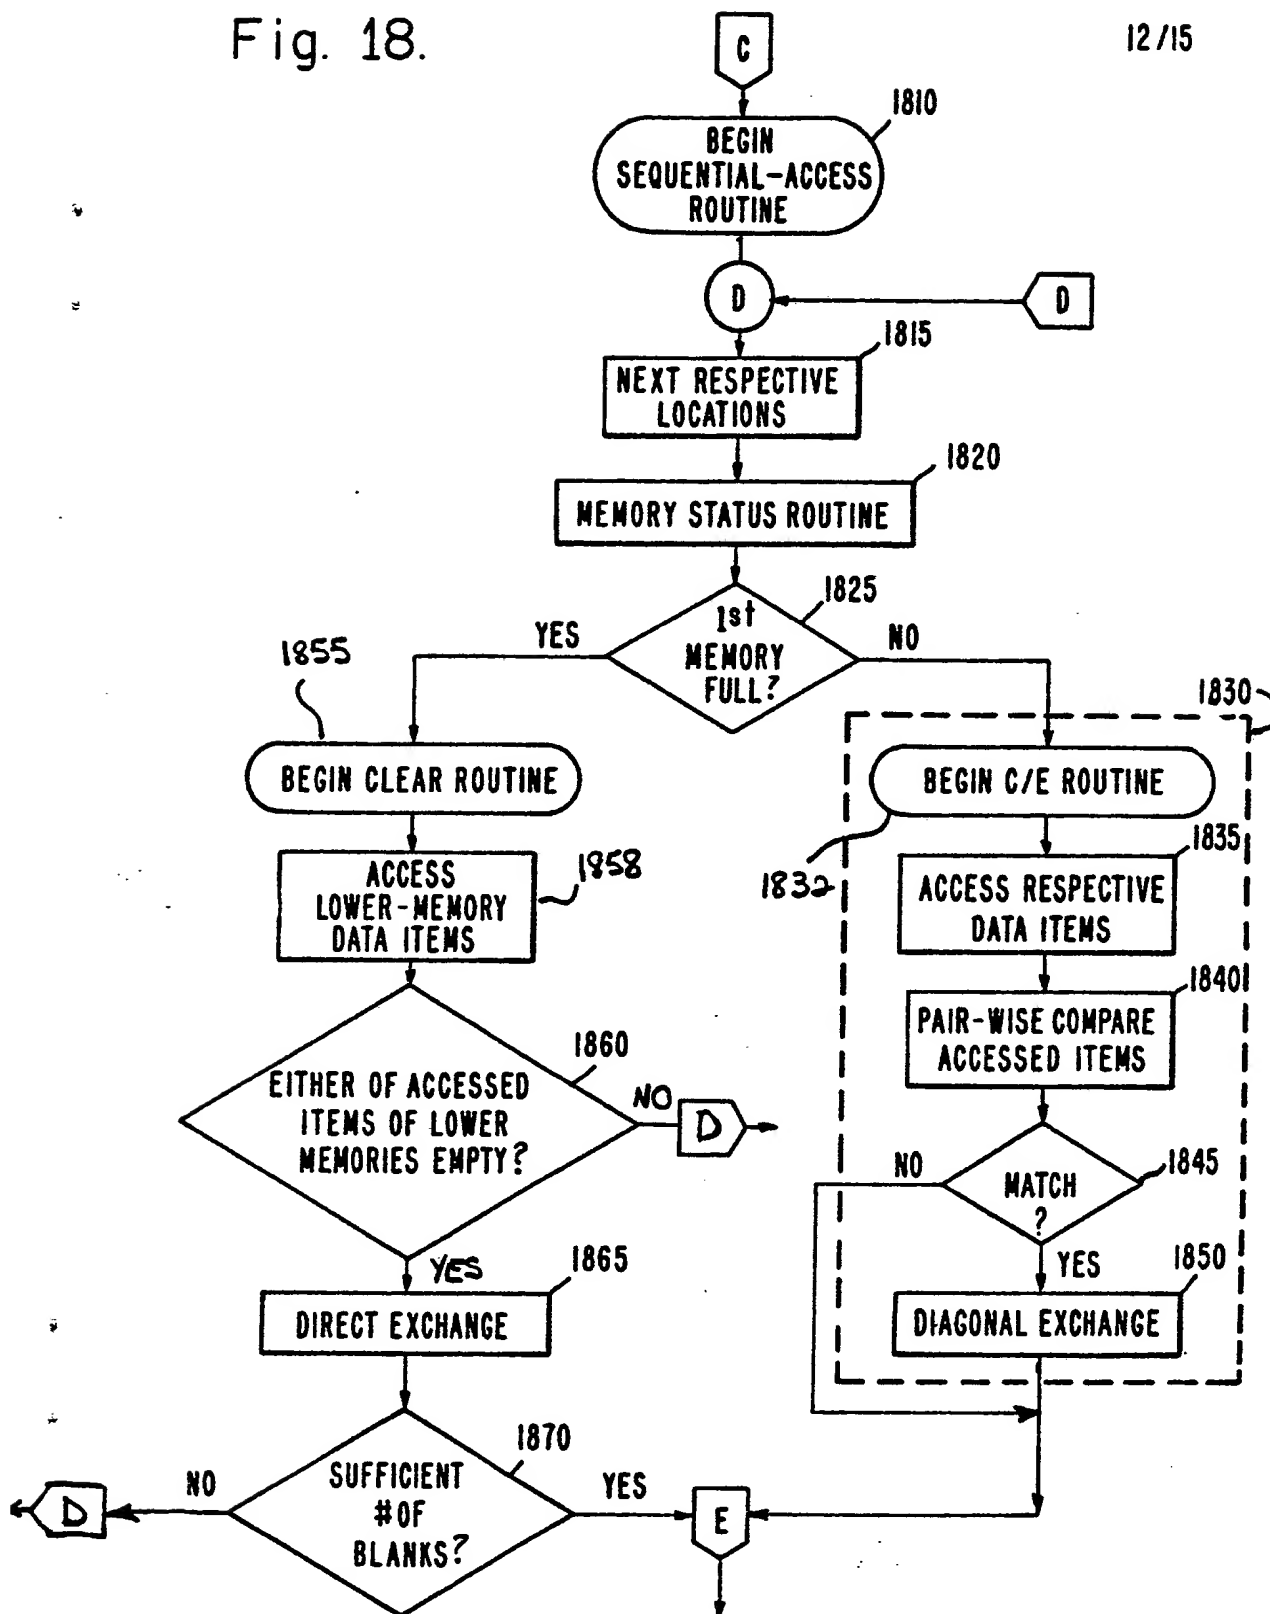 Fig. 18.
12/15
C
1810
BEGIN
SEQUENTIAL-ACCESS
ROUTINE
D
D
1815
NEXT RESPECTIVE
LOCATIONS
1820
MEMORY STATUS ROUTINE
1825
1st
MEMORY
FULL?
YES
NO
1855
BEGIN CLEAR ROUTINE
1858
ACCESS
LOWER-MEMORY
DATA ITEMS
1860
EITHER OF ACCESSED
ITEMS OF LOWER
MEMORIES EMPTY?
NO
D
YES
1865
DIRECT EXCHANGE
1870
SUFFICIENT
# OF
BLANKS?
NO
D
YES
E
1830
BEGIN C/E ROUTINE
1832
1835
ACCESS RESPECTIVE
DATA ITEMS
1840
PAIR-WISE COMPARE
ACCESSED ITEMS
1845
MATCH
?
NO
YES
1850
DIAGONAL EXCHANGE